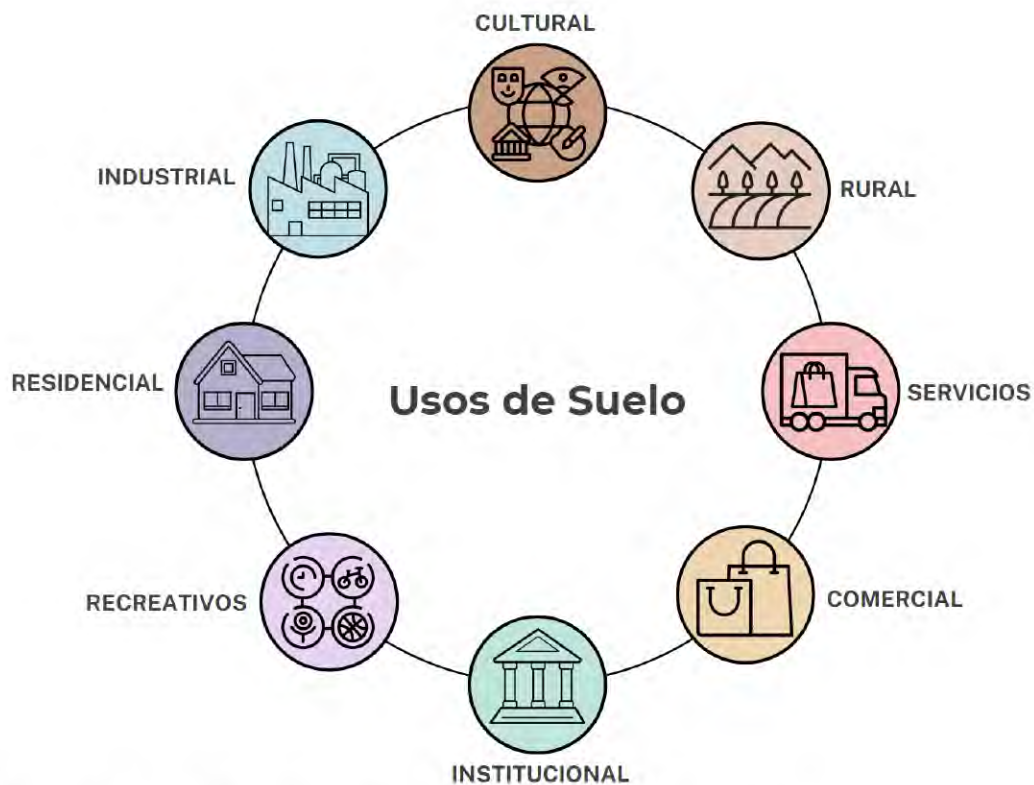 CULTURAL
INDUSTRIAL
RURAL
RESIDENCIAL
Usos de Suelo
SERVICIOS
RECREATIVOS
COMERCIAL
INSTITUCIONAL